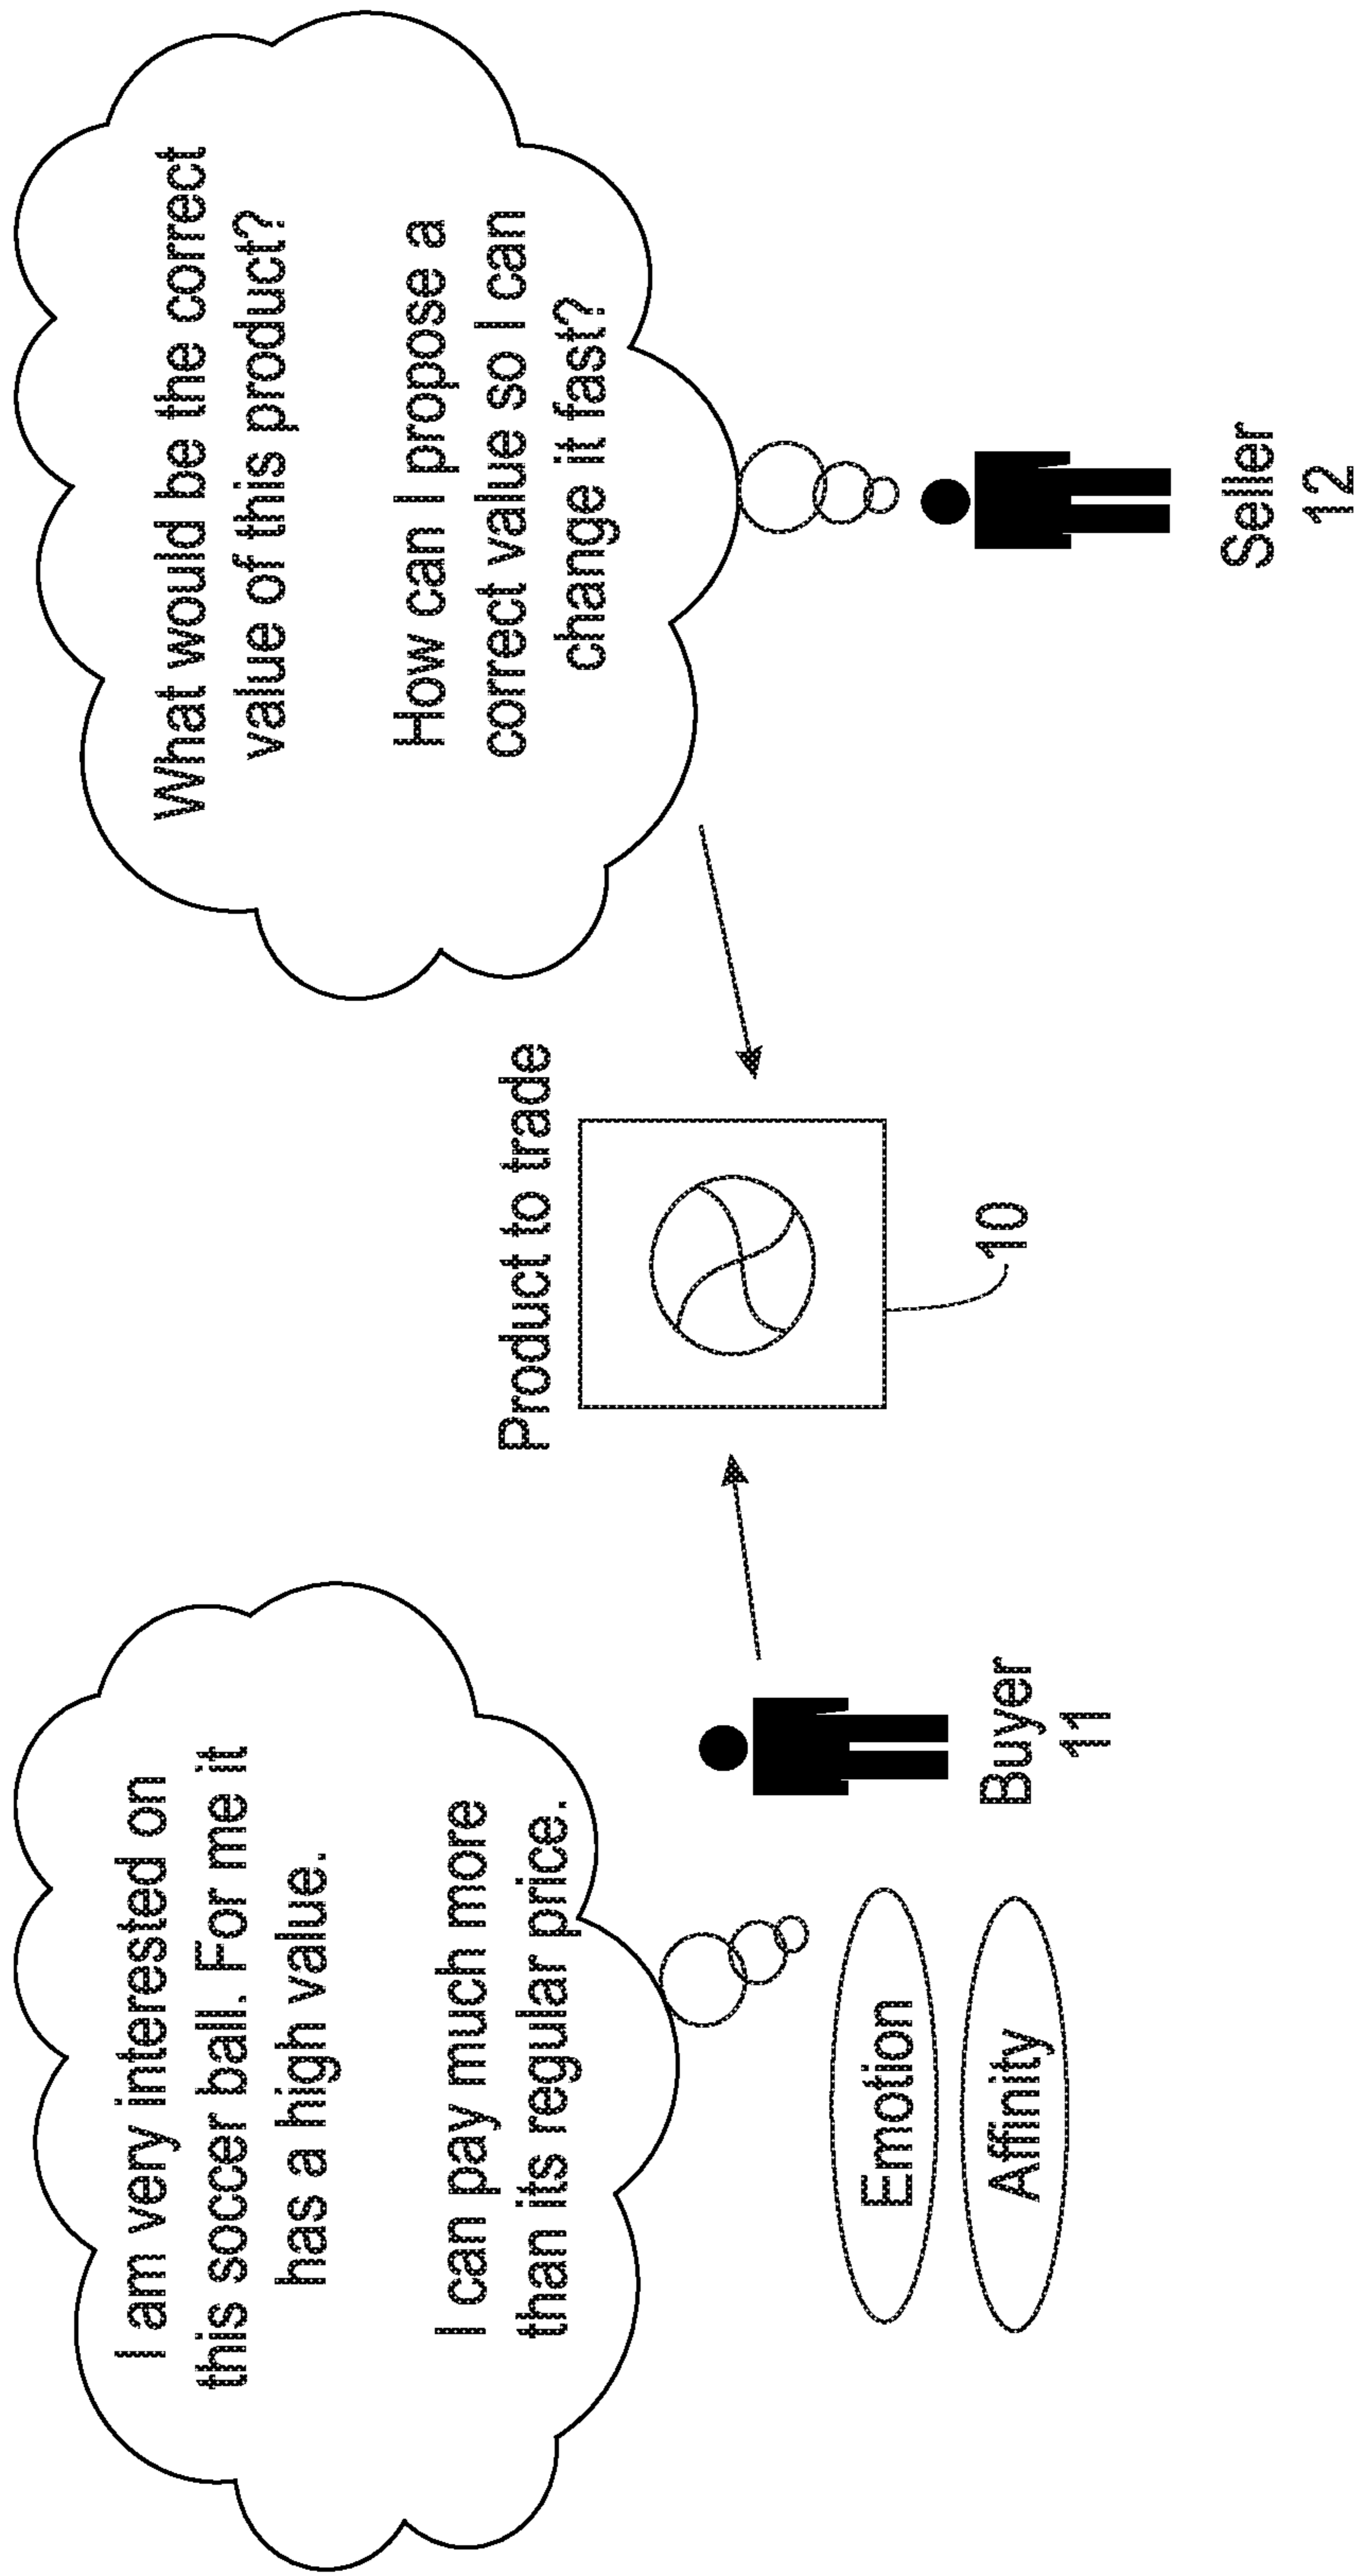 I am very interested on
this soccer ball. For me it
has a high value.
I can pay much more
than its regular price.
Emotion
Affinity
Buyer
11
Product to trade
10
What would be the correct
value of this product?
How can I propose a
correct value so I can
change it fast?
Seller
12